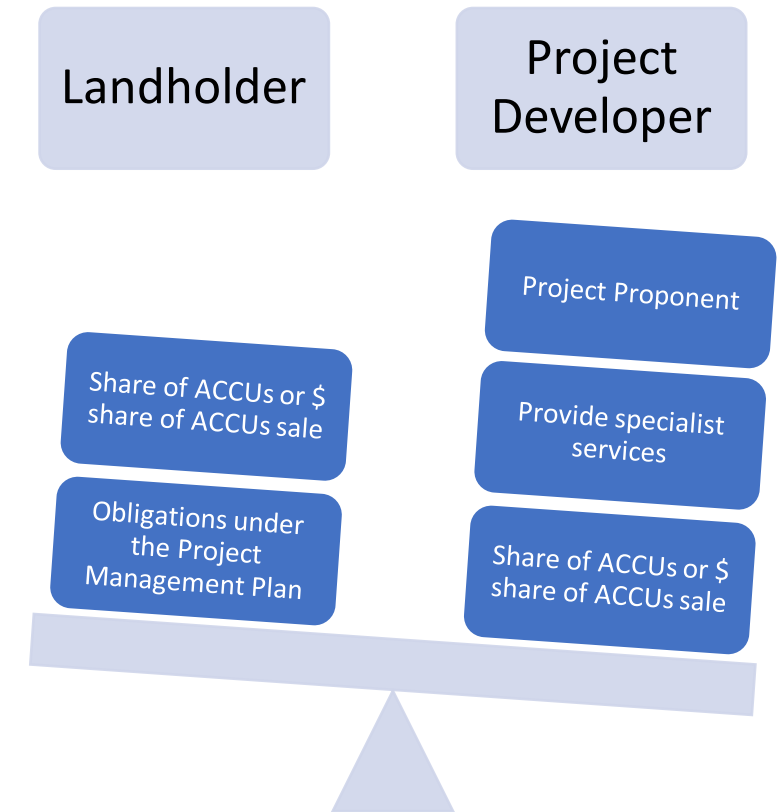 Landholder
Project
Developer
Share of ACCUs or $
share of ACCUs sale
Obligations under
the Project
Management Plan
Project Proponent
Provide specialist
services
Share of ACCUs or $
share of ACCUs sale